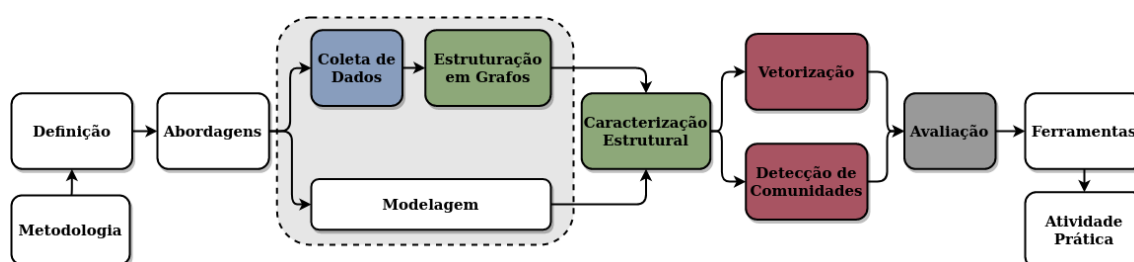 Definição
Metodologia
Abordagens
Coleta de
Dados
Estruturação
em Grafos
Modelagem
Caracterização
Estrutural
Vetorização
Detecção de
Comunidades
Avaliação
Ferramentas
Atividade
Prática